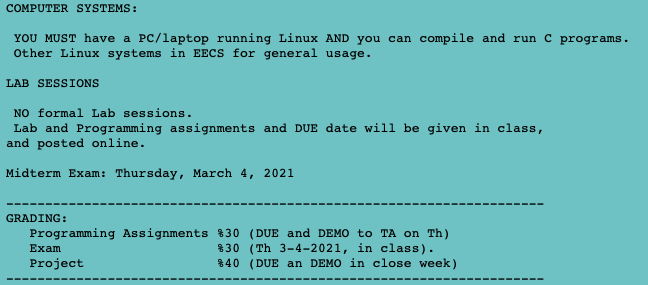 COMPUTER SYSTEMS:
YOU MUST have a PC/laptop running Linux AND you can compile and run C programs.
Other Linux systems in EECS for general usage.
LAB SESSIONS
NO formal Lab sessions.
Lab and Programming assignments and DUE date will be given in class,
and posted online.
Midterm Exam: Thursday, March 4, 2021
---------------------------------------------------------------------
GRADING:
Programming Assignments %30 (DUE and DEMO to TA on Th)
Exam %30 (Th 3-4-2021, in class).
Project %40 (DUE an DEMO in close week)
---------------------------------------------------------------------